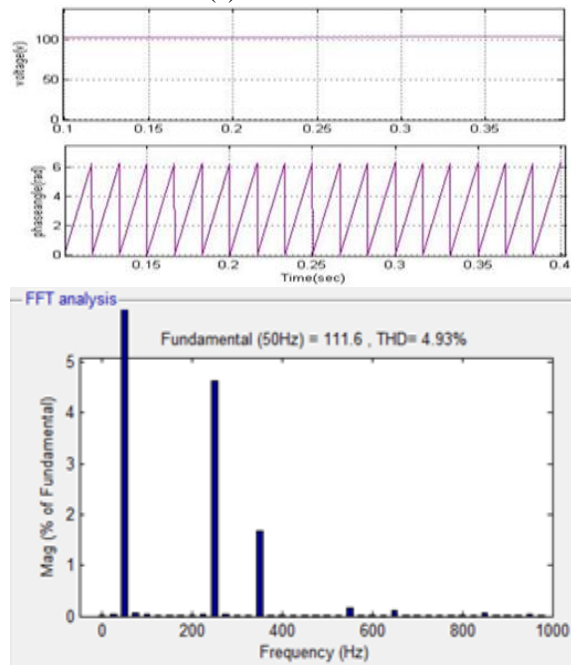 voltage(v)
100
50
0
0.1 0.15 0.2 0.25 0.3 0.35
phaseangle(rad)
6
4
2
0
0.15 0.2 0.25 0.3 0.35 0.4
Time(sec)
FFT analysis
Fundamental (50Hz) = 111.6 , THD= 4.93%
Mag (% of Fundamental)
5
4
3
2
1
0
0 200 400 600 800 1000
Frequency (Hz)